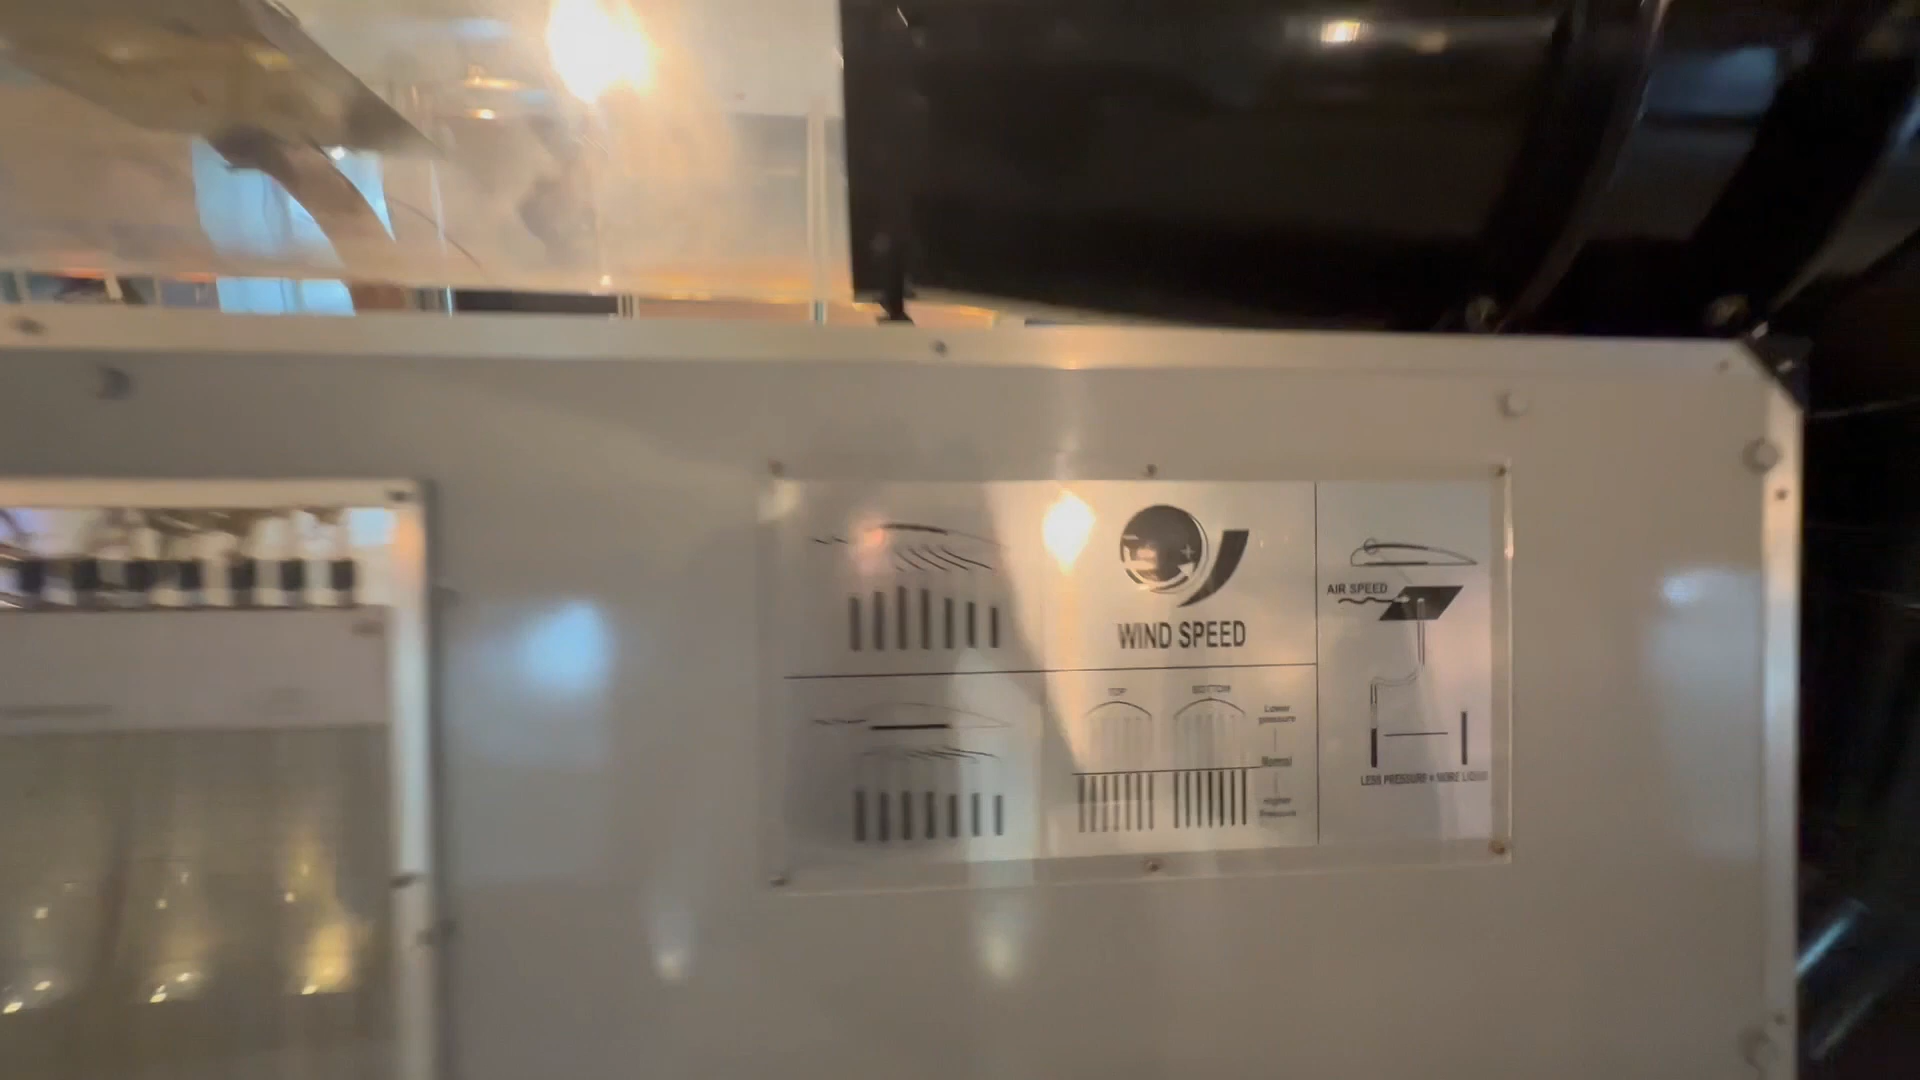 WIND SPEED
AIR SPEED
TOP
BOTTOM
Lower
pressure
Normal
Higher
Pressure
LESS PRESSURE = MORE LIQUID